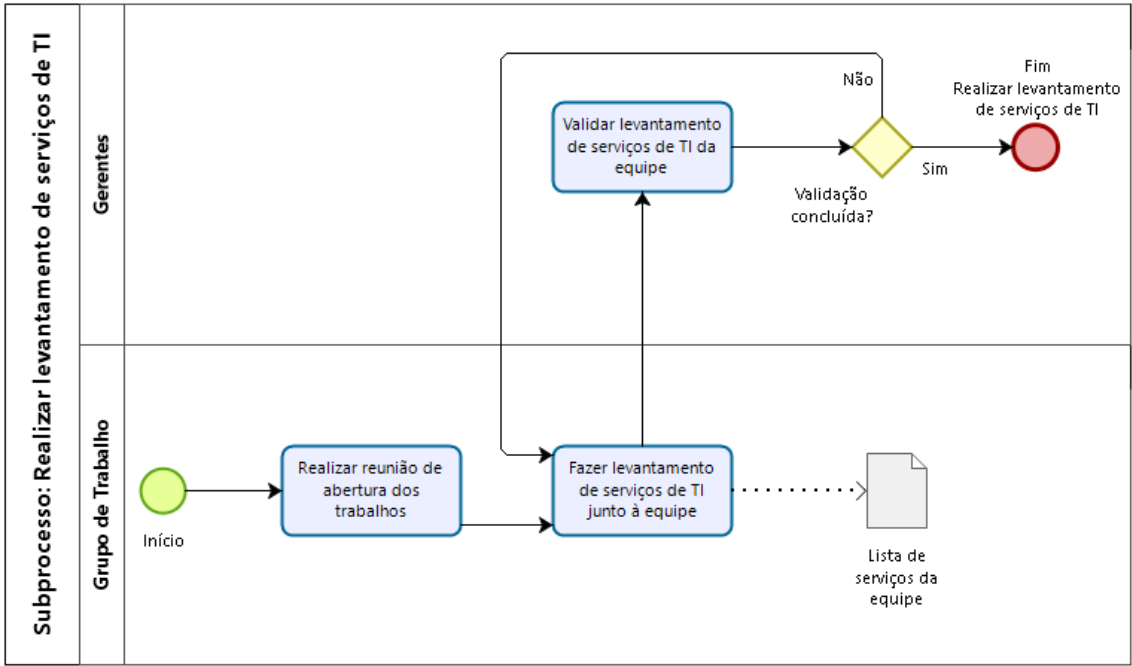 Subprocesso: Realizar levantamento de serviços de TI
Gerentes
Não
Fim
Realizar levantamento
de serviços de TI
Validar levantamento
de serviços de TI da
equipe
Sim
Validação
concluída?
Grupo de Trabalho
Início
Realizar reunião de
abertura dos
trabalhos
Fazer levantamento
de serviços de TI
junto à equipe
Lista de
serviços da
equipe